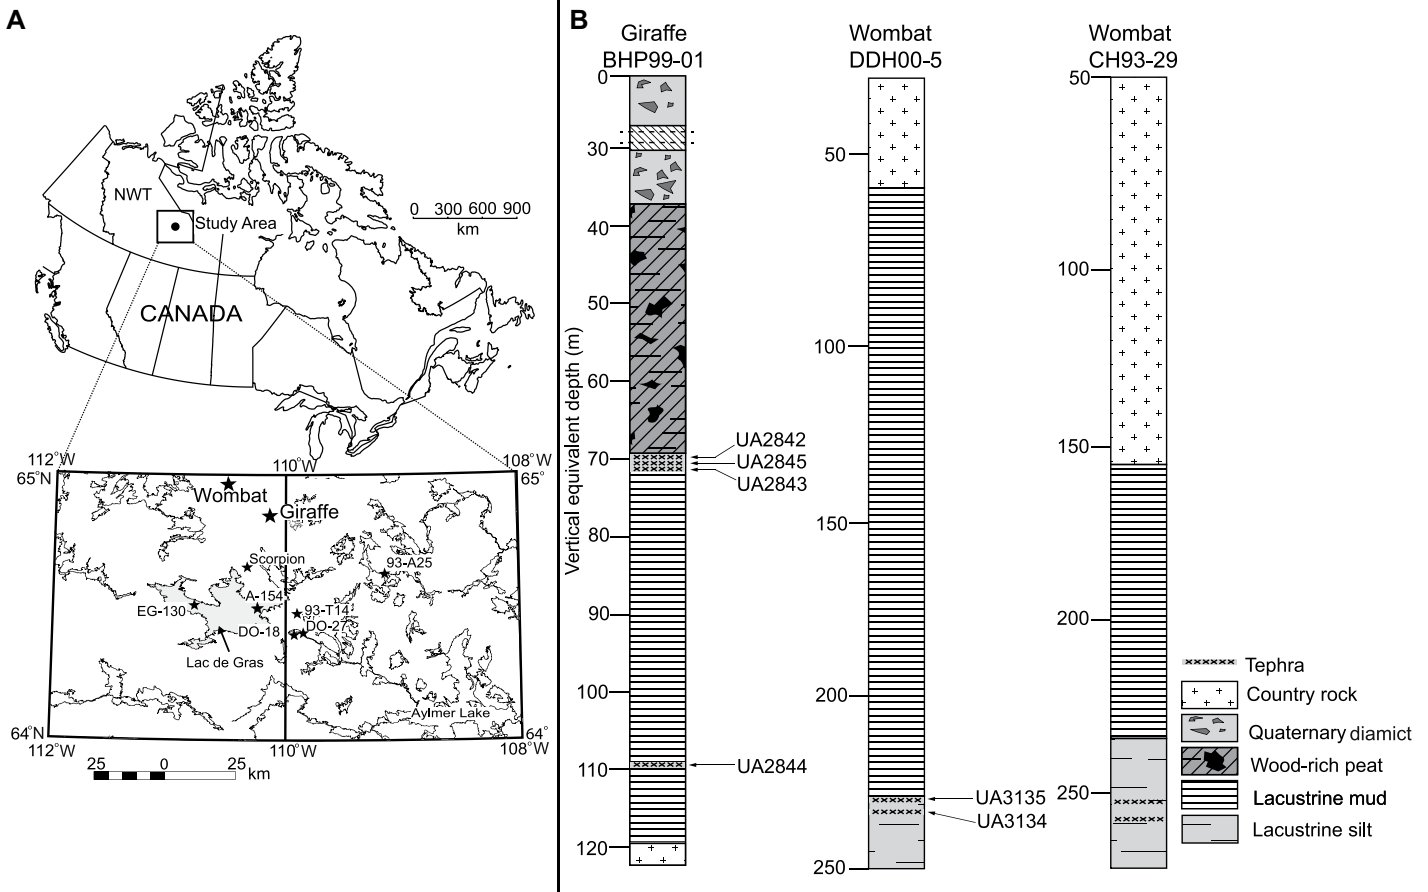 A
NWT
Study Area
0 300 600 900
km
CANADA
112°W
110°W
108°W
65°N
65°
Wombat
Giraffe
Scorpion
93-A25
A-154
EG-130
93-T14
DO-18
DO-27
Lac de Gras
Aylmer Lake
64°N
64°
112°W
110°W
108°W
25 0 25 km
B
Giraffe
BHP99-01
Vertical equivalent depth (m)
0
30
40
50
60
70
80
90
100
110
120
UA2842
UA2845
UA2843
UA2844
Wombat
DDH00-5
50
100
150
200
250
UA3135
UA3134
Wombat
CH93-29
50
100
150
200
250
Tephra
Country rock
Quaternary diamict
Wood-rich peat
Lacustrine mud
Lacustrine silt